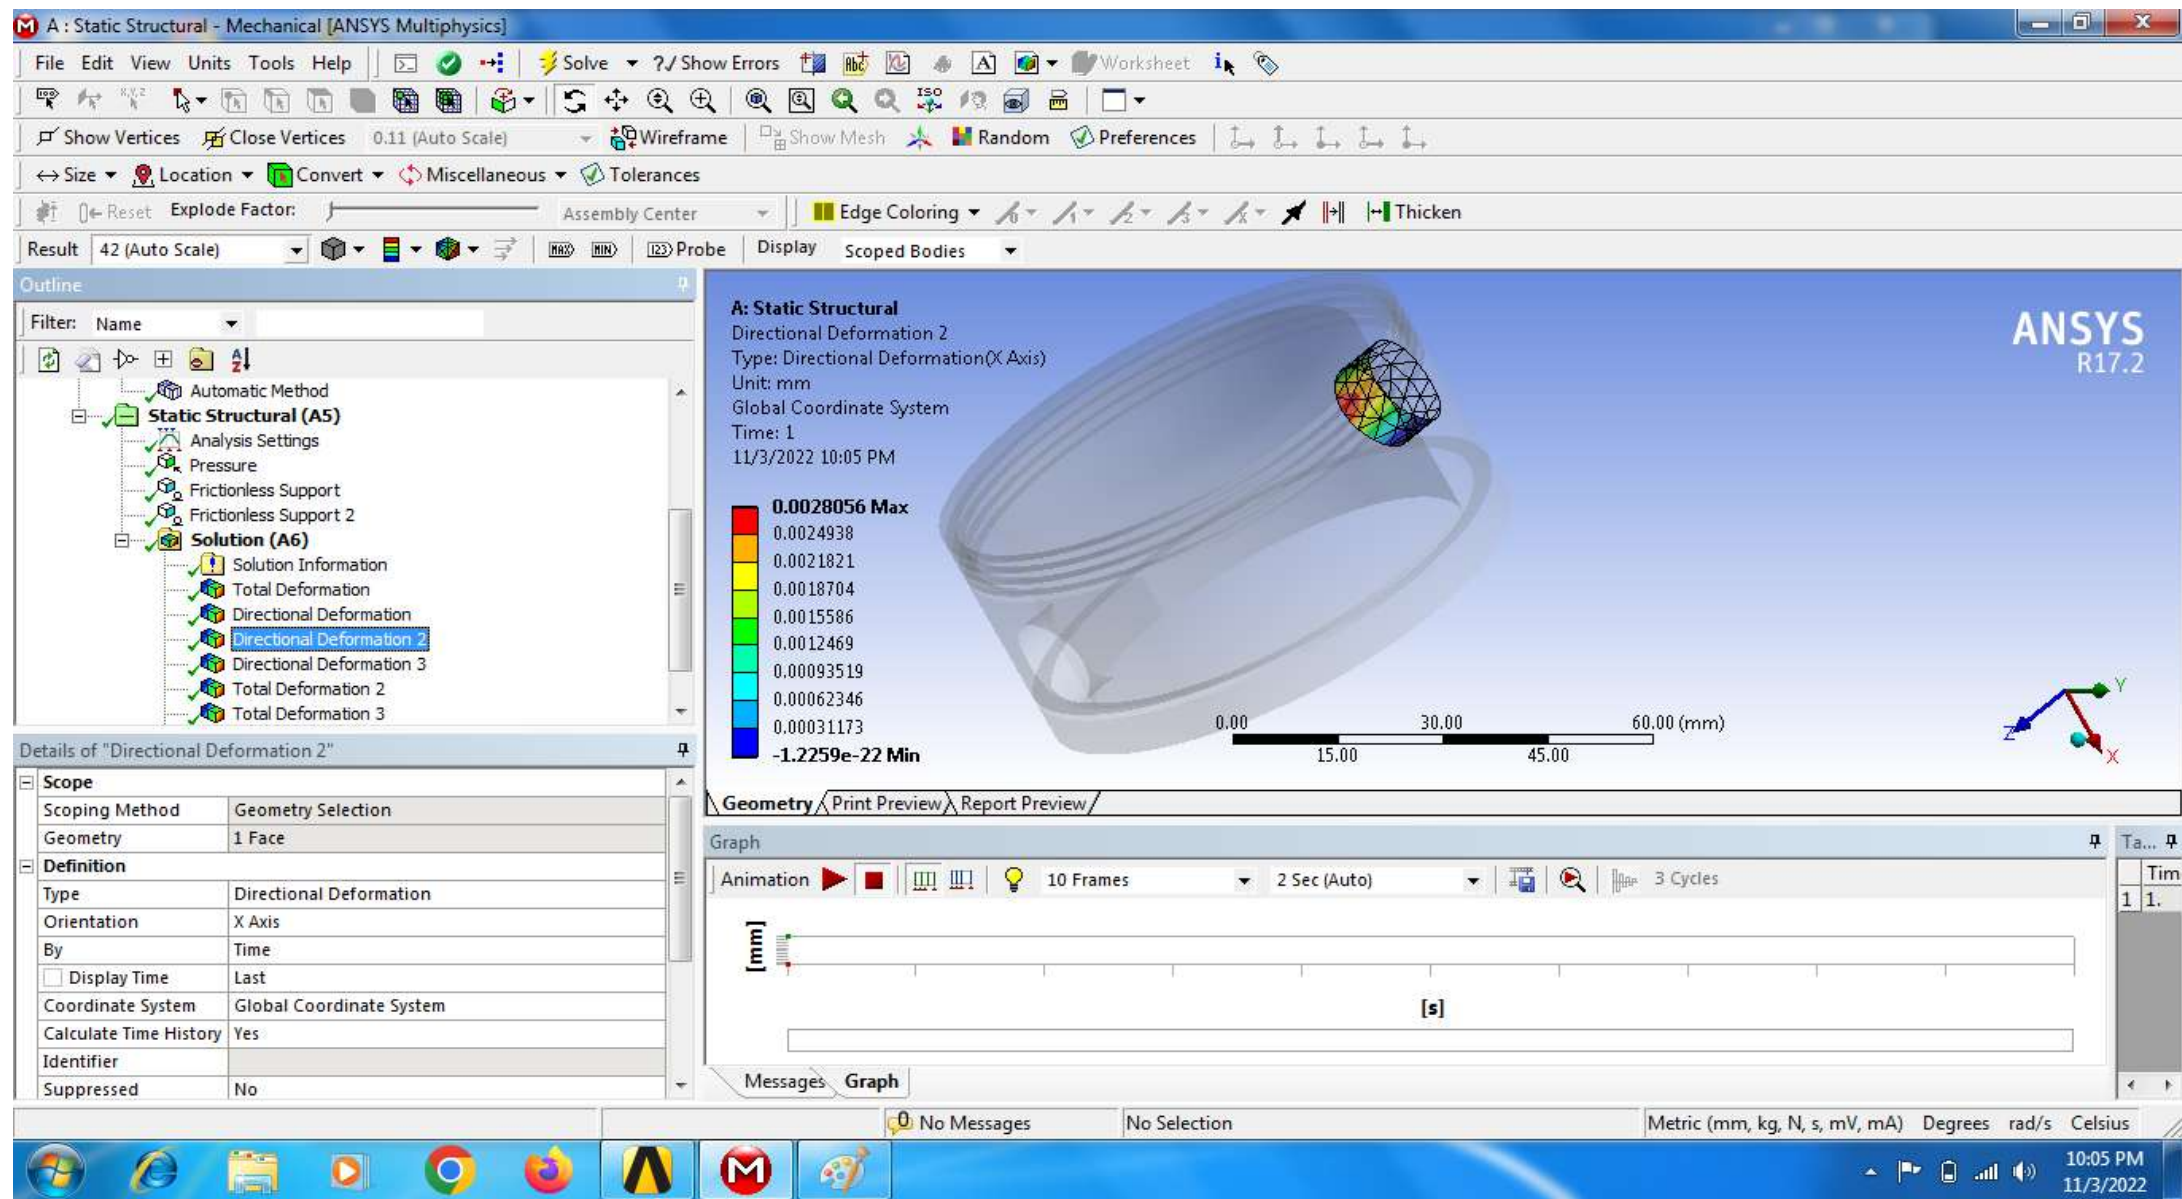 A : Static Structural - Mechanical [ANSYS Multiphysics]
File Edit View Units Tools Help Solve ?/ Show Errors Worksheet
ISO
Show Vertices Close Vertices 0.11 (Auto Scale) Wireframe Show Mesh Random Preferences
Size Location Convert Miscellaneous Tolerances
Reset Explode Factor: Assembly Center Edge Coloring Thicken
Result 42 (Auto Scale) MAX MIN 123 Probe Display Scoped Bodies
Outline
Filter: Name
Automatic Method
Static Structural (A5)
Analysis Settings
Pressure
Frictionless Support
Frictionless Support 2
Solution (A6)
Solution Information
Total Deformation
Directional Deformation
Directional Deformation 2
Directional Deformation 3
Total Deformation 2
Total Deformation 3
A: Static Structural
Directional Deformation 2
Type: Directional Deformation(X Axis)
Unit: mm
Global Coordinate System
Time: 1
11/3/2022 10:05 PM
0.0028056 Max
0.0024938
0.0021821
0.0018704
0.0015586
0.0012469
0.00093519
0.00062346
0.00031173
-1.2259e-22 Min
ANSYS
R17.2
0.00 30.00 60.00 (mm)
15.00 45.00
Y
Z
X
Details of "Directional Deformation 2"
Scope
Scoping Method Geometry Selection
Geometry 1 Face
Definition
Type Directional Deformation
Orientation X Axis
By Time
Display Time Last
Coordinate System Global Coordinate System
Calculate Time History Yes
Identifier
Suppressed No
Geometry Print Preview Report Preview
Graph
Animation 10 Frames 2 Sec (Auto) 3 Cycles
[mm]
[s]
Messages Graph
Ta...
Tim
1 1.
No Messages No Selection Metric (mm, kg, N, s, mV, mA) Degrees rad/s Celsius
10:05 PM
11/3/2022